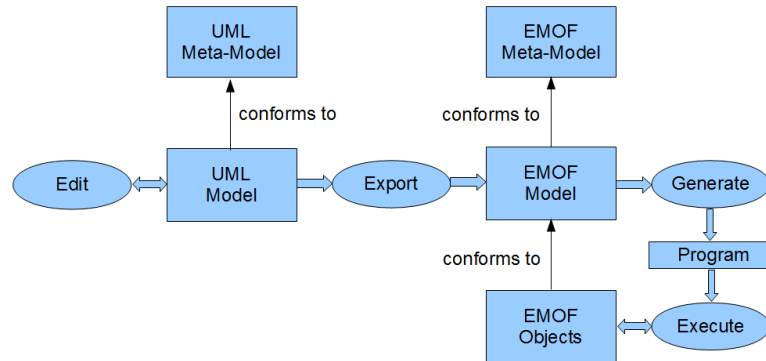 UML
Meta-Model
EMOF
Meta-Model
conforms to
conforms to
Edit
UML
Model
Export
EMOF
Model
Generate
Program
conforms to
EMOF
Objects
Execute